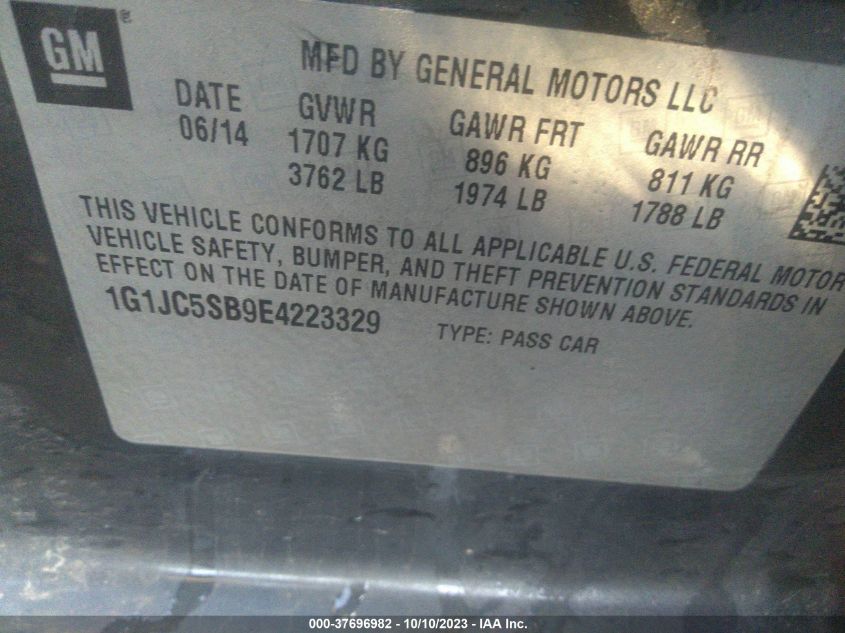 GM
MFD BY GENERAL MOTORS LLC
DATE GVWR GAWR FRT GAWR RR
06/14 1707 KG 896 KG 811 KG
3762 LB 1974 LB 1788 LB
THIS VEHICLE CONFORMS TO ALL APPLICABLE U.S. FEDERAL MOTOR
VEHICLE SAFETY, BUMPER, AND THEFT PREVENTION STANDARDS IN
EFFECT ON THE DATE OF MANUFACTURE SHOWN ABOVE.
1G1JC5SB9E4223329 TYPE: PASS CAR
000-37696982 - 10/10/2023 - IAA Inc.